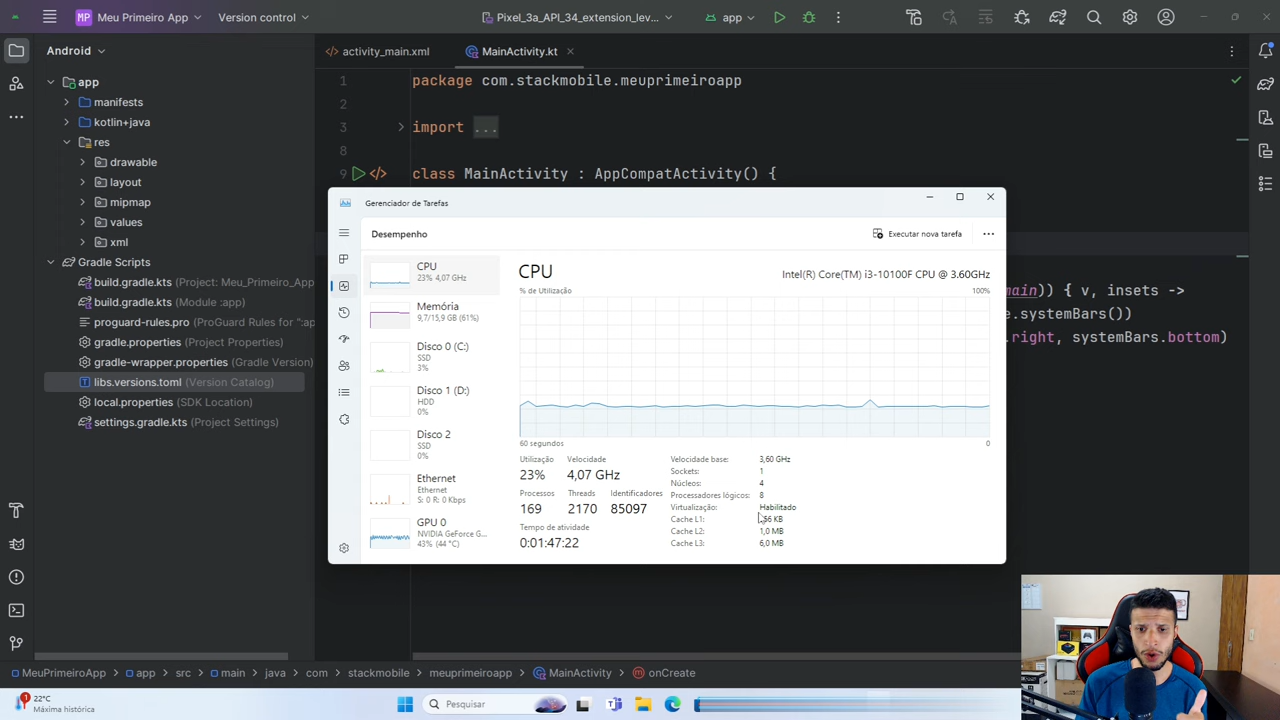 MP Meu Primeiro App Version control Pixel_3a_API_34_extension_lev... app
Android
activity_main.xml MainActivity.kt
app
manifests
kotlin+java
res
drawable
layout
mipmap
values
xml
Gradle Scripts
build.gradle.kts (Project: Meu_Primeiro_App
build.gradle.kts (Module :app)
proguard-rules.pro (ProGuard Rules for ":ap
gradle.properties (Project Properties)
gradle-wrapper.properties (Gradle Version)
libs.versions.toml (Version Catalog)
local.properties (SDK Location)
settings.gradle.kts (Project Settings)
1 package com.stackmobile.meuprimeiroapp
2
3 import ...
8
9 class MainActivity : AppCompatActivity() {
main)) { v, insets ->
e.systemBars())
.right, systemBars.bottom)
Gerenciador de Tarefas
Desempenho Executar nova tarefa
CPU
23% 4,07 GHz
Memória
9,7/15,9 GB (61%)
Disco 0 (C:)
SSD
3%
Disco 1 (D:)
HDD
0%
Disco 2
SSD
0%
Ethernet
Ethernet
S: 0 R: 0 Kbps
GPU 0
NVIDIA GeForce G...
43% (44 °C)
CPU Intel(R) Core(TM) i3-10100F CPU @ 3.60GHz
% de Utilização 100%
60 segundos 0
Utilização Velocidade
23% 4,07 GHz
Processos Threads Identificadores
169 2170 85097
Tempo de atividade
0:01:47:22
Velocidade base: 3,60 GHz
Sockets: 1
Núcleos: 4
Processadores lógicos: 8
Virtualização: Habilitado
Cache L1: KB
Cache L2: 1,0 MB
Cache L3: 6,0 MB
MeuPrimeiroApp app src main java com stackmobile meuprimeiroapp MainActivity onCreate
1 22°C
Máxima histórica
Pesquisar